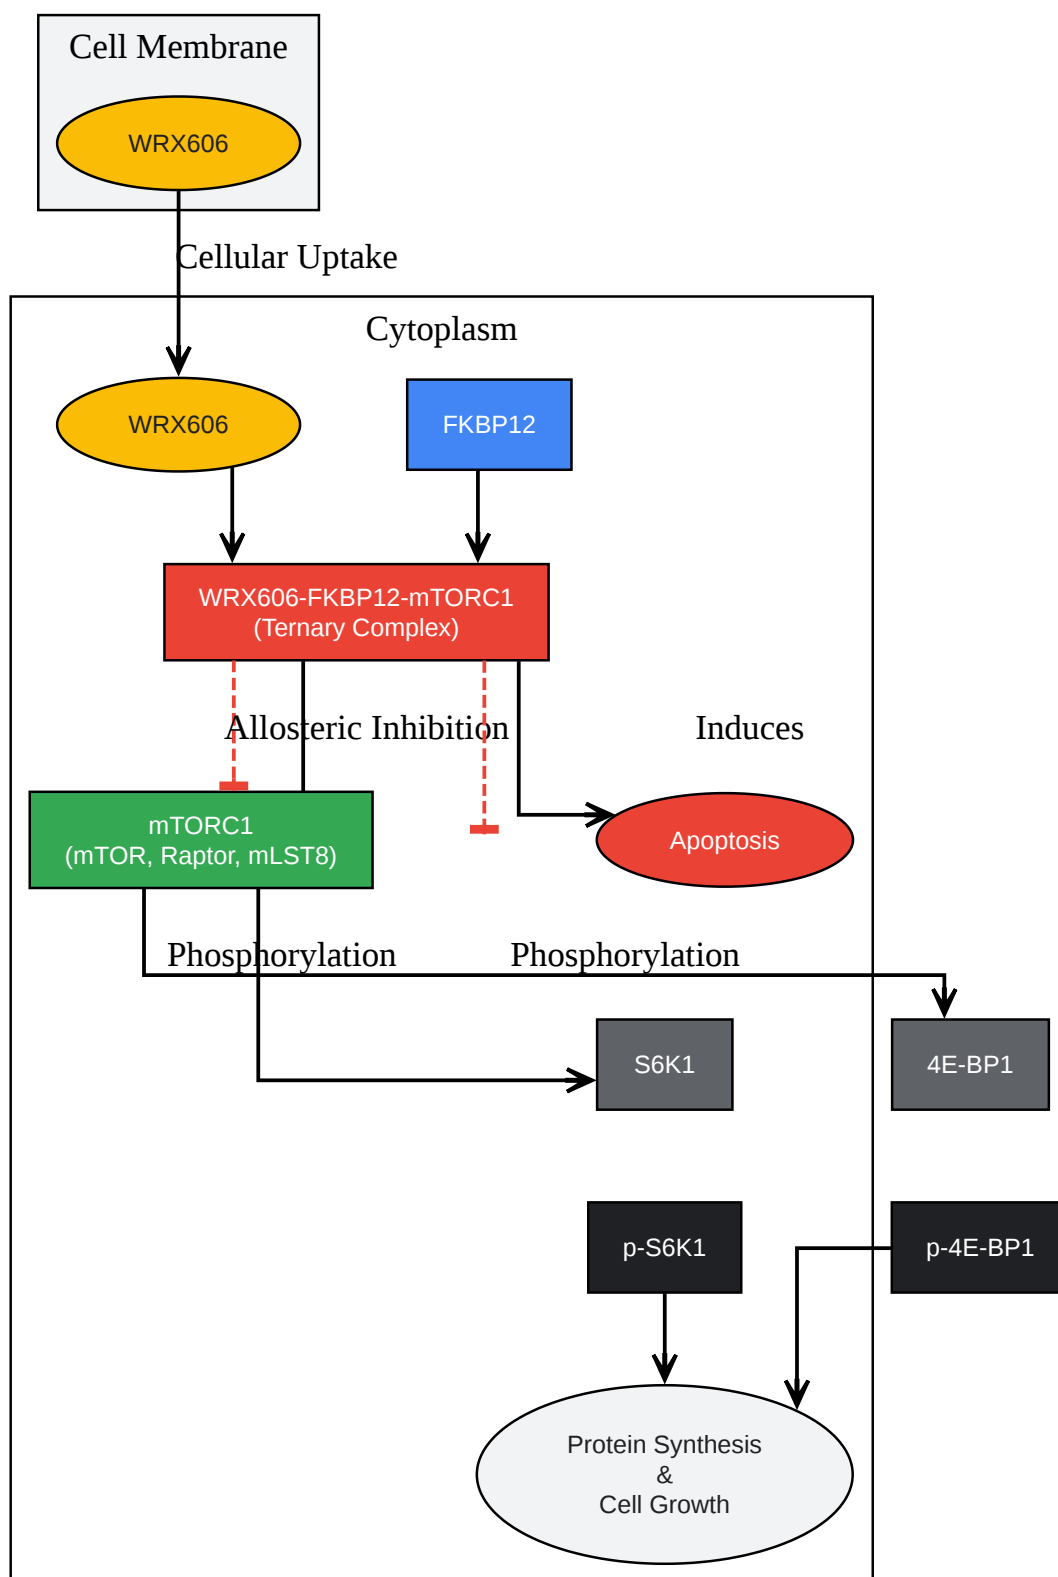 Cell Membrane
WRX606
Cellular Uptake
Cytoplasm
WRX606
FKBP12
WRX606-FKBP12-mTORC1
(Ternary Complex)
Allosteric Inhibition
Induces
mTORC1
(mTOR, Raptor, mLST8)
Apoptosis
Phosphorylation
Phosphorylation
S6K1
4E-BP1
p-S6K1
p-4E-BP1
Protein Synthesis
&
Cell Growth